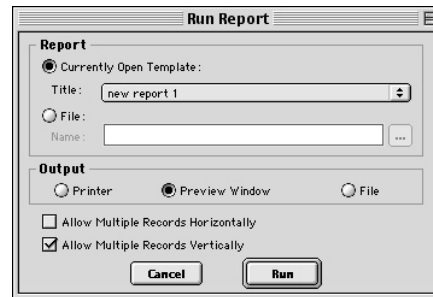 Run Report
Report
Currently Open Template:
Title: new report 1
File:
Name: ...
Output
Printer Preview Window File
Allow Multiple Records Horizontally
Allow Multiple Records Vertically
Cancel Run